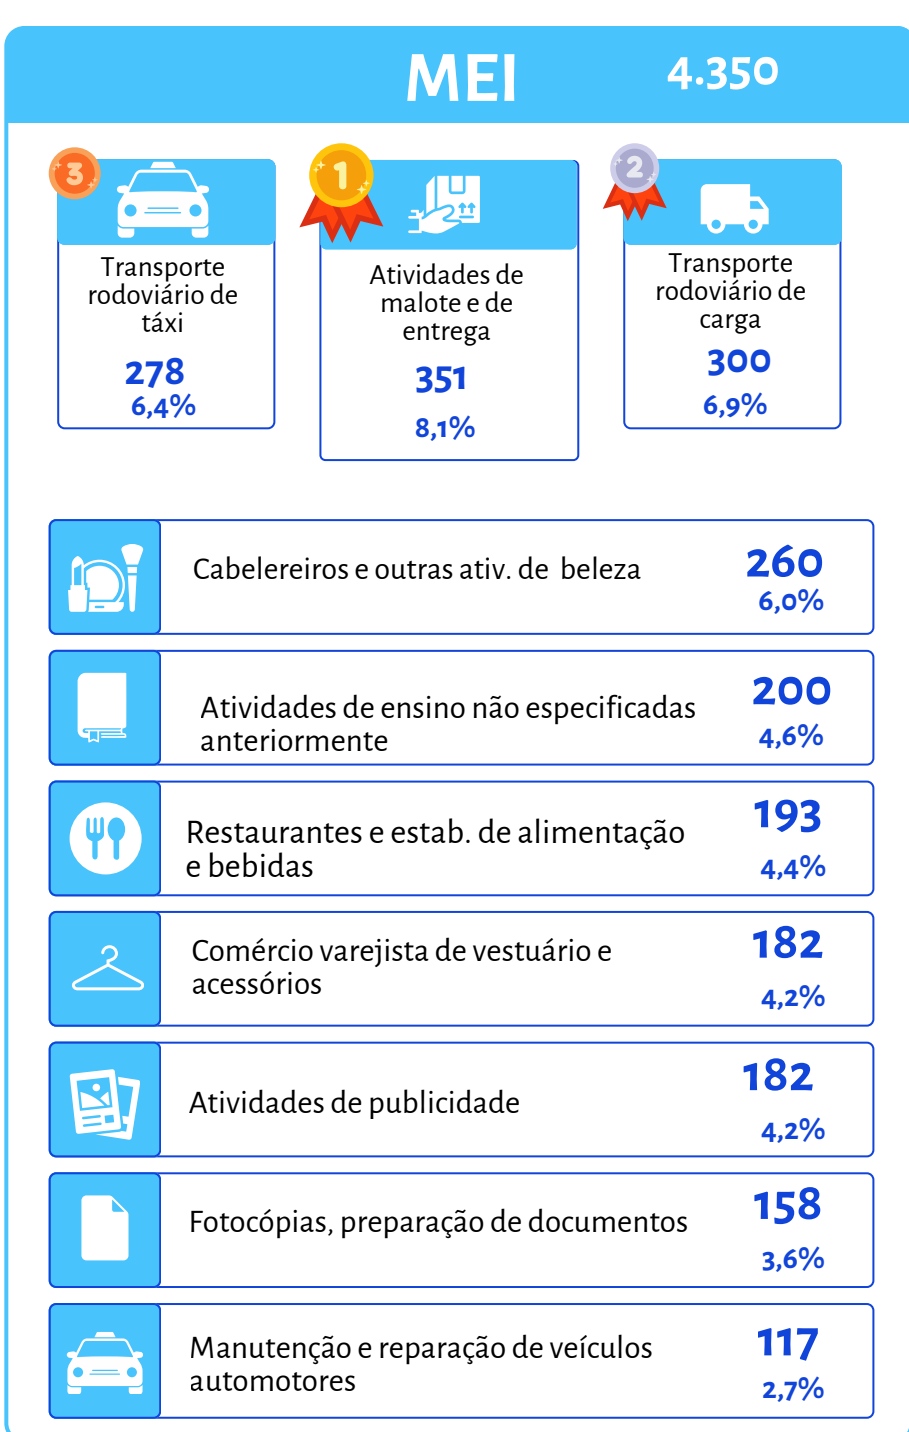 MEI
4.350
3
Transporte
rodoviário de
táxi
278
6,4%
1
Atividades de
malote e de
entrega
351
8,1%
2
Transporte
rodoviário de
carga
300
6,9%
Cabelereiros e outras ativ. de  beleza
260
6,0%
Atividades de ensino não especificadas
anteriormente
200
4,6%
Restaurantes e estab. de alimentação
e bebidas
193
4,4%
Comércio varejista de vestuário e
acessórios
182
4,2%
Atividades de publicidade
182
4,2%
Fotocópias, preparação de documentos
158
3,6%
Manutenção e reparação de veículos
automotores
117
2,7%